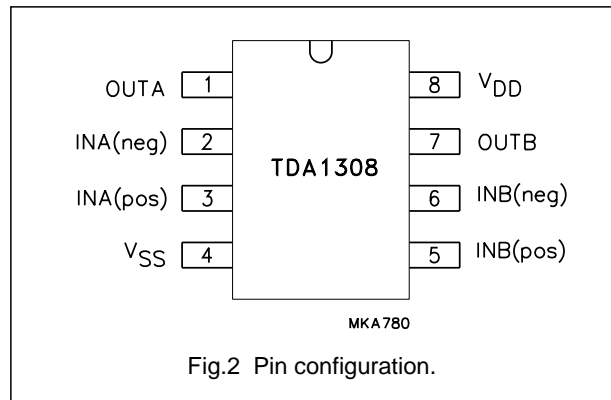 OUTA 1 8 VDD
INA(neg) 2 7 OUTB
TDA1308
INA(pos) 3 6 INB(neg)
VSS 4 5 INB(pos)
MKA780
Fig.2 Pin configuration.